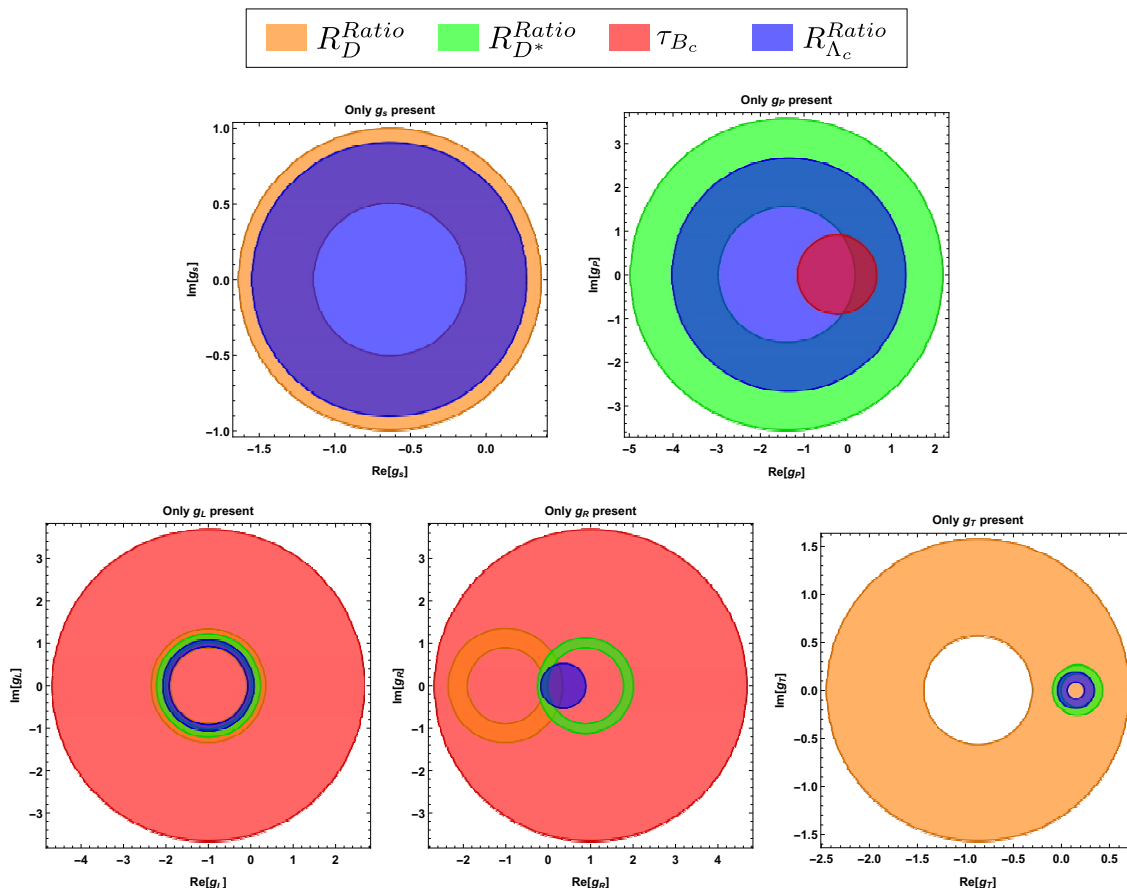 R_D^{Ratio} R_{D*}^{Ratio} τ_{B_c} R_{Λ_c}^{Ratio}
Only g_s present
1.0
0.5
0.0
-0.5
-1.0
Im[g_s]
-1.5 -1.0 -0.5 0.0
Re[g_s]
Only g_P present
3
2
1
0
-1
-2
-3
Im[g_P]
-5 -4 -3 -2 -1 0 1 2
Re[g_P]
Only g_L present
3
2
1
0
-1
-2
-3
Im[g_L]
-4 -3 -2 -1 0 1 2
Re[g_L]
Only g_R present
3
2
1
0
-1
-2
-3
Im[g_R]
-2 -1 0 1 2 3 4
Re[g_R]
Only g_T present
1.5
1.0
0.5
0.0
-0.5
-1.0
-1.5
Im[g_T]
-2.5 -2.0 -1.5 -1.0 -0.5 0.0 0.5
Re[g_T]